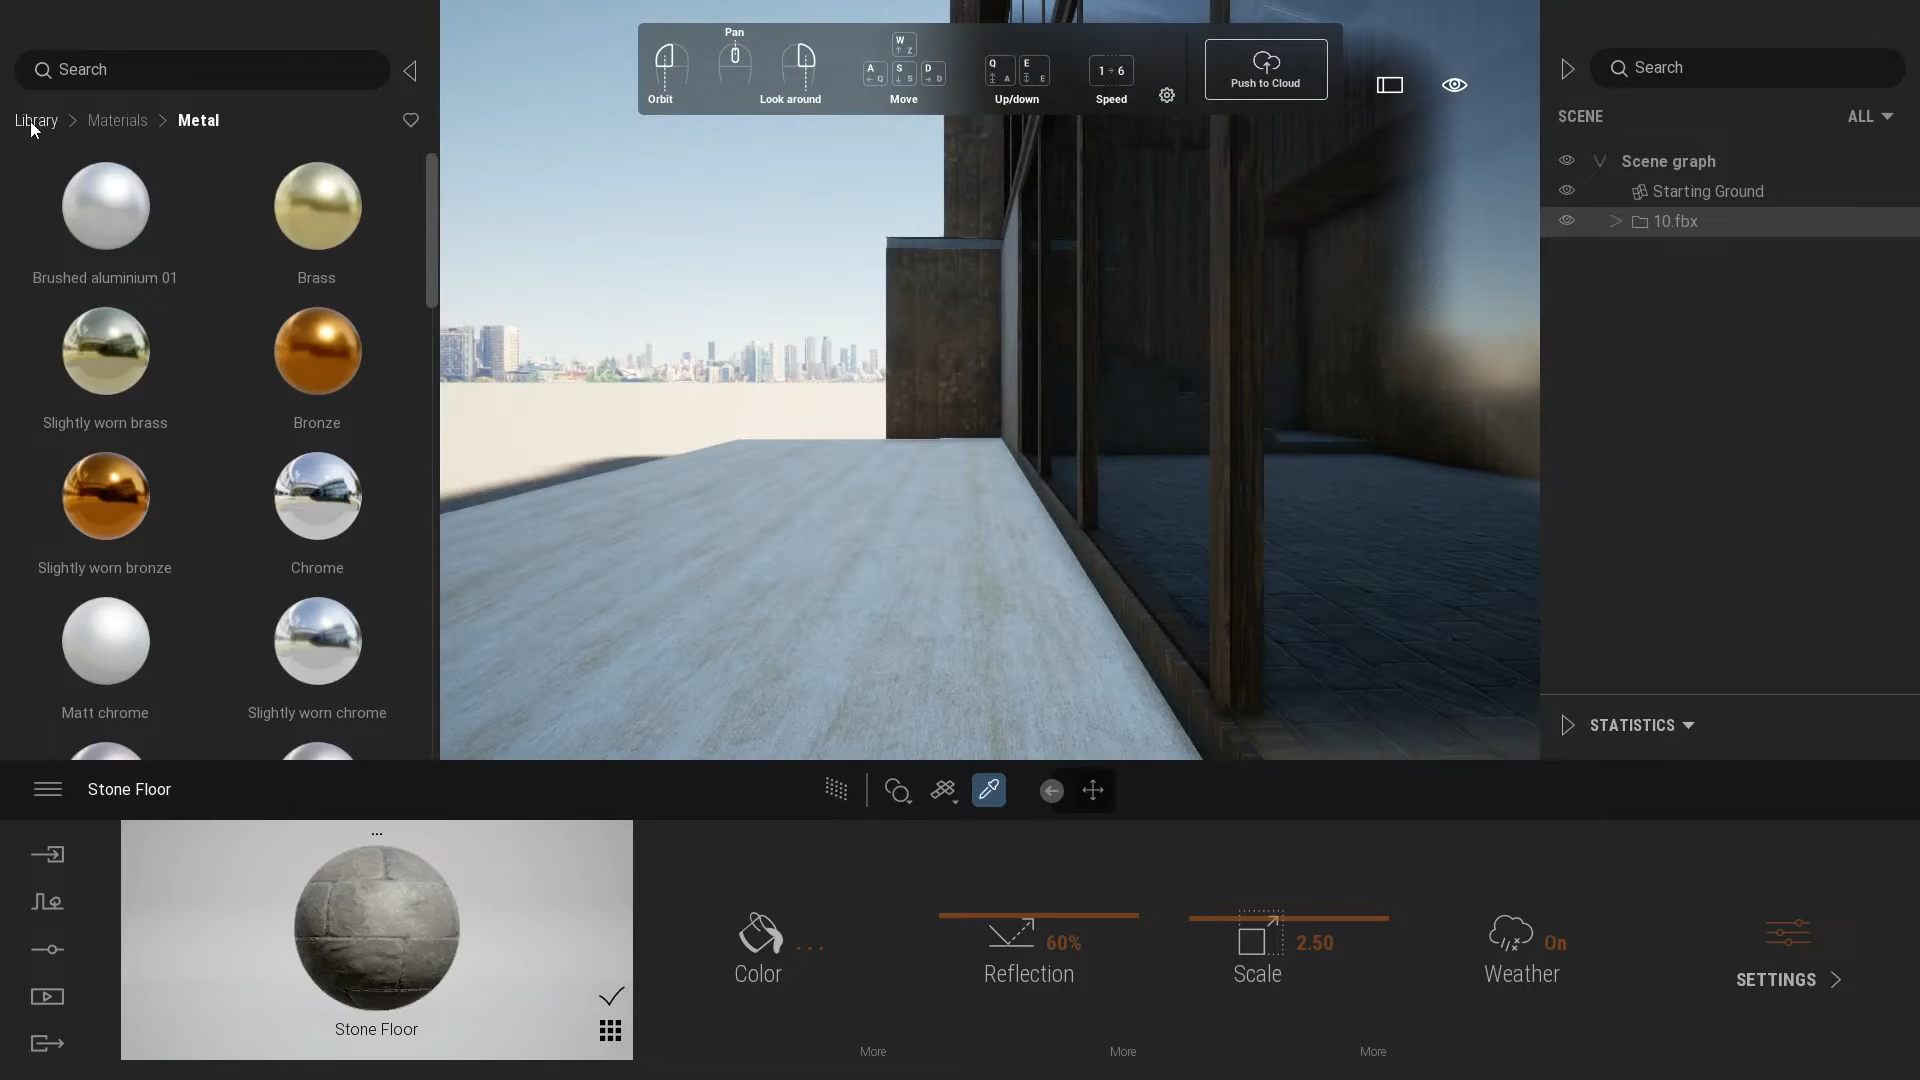 Search
Library > Materials > Metal
Brushed aluminium 01
Brass
Slightly worn brass
Bronze
Slightly worn bronze
Chrome
Matt chrome
Slightly worn chrome
Pan
Orbit
Look around
W
Z
A
Q
S
S
D
D
Move
Q
A
E
E
Up/down
1 → 6
Speed
Push to Cloud
Search
SCENE
ALL
Scene graph
Starting Ground
10.fbx
STATISTICS
Stone Floor
...
Stone Floor
Color
...
Reflection
60%
Scale
2.50
Weather
On
SETTINGS
More
More
More